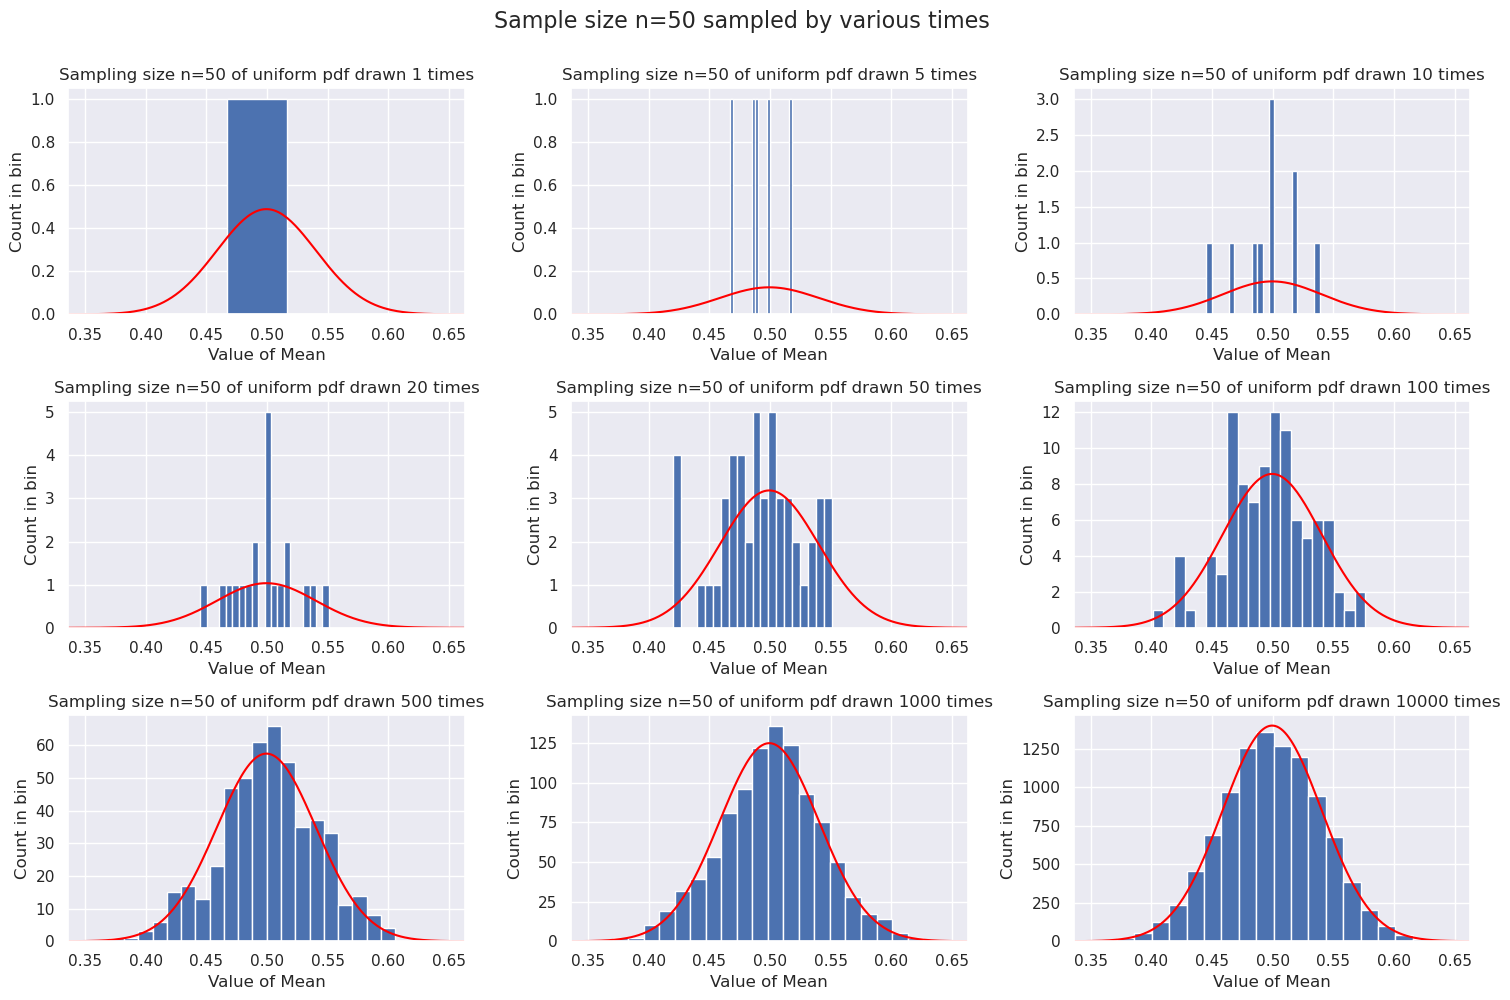 Sample size n=50 sampled by various times
Sampling size n=50 of uniform pdf drawn 1 times
1.0
0.8
0.6
0.4
0.2
0.0
Count in bin
0.35 0.40 0.45 0.50 0.55 0.60 0.65
Value of Mean
Sampling size n=50 of uniform pdf drawn 5 times
1.0
0.8
0.6
0.4
0.2
0.0
Count in bin
0.35 0.40 0.45 0.50 0.55 0.60 0.65
Value of Mean
Sampling size n=50 of uniform pdf drawn 10 times
3.0
2.5
2.0
1.5
1.0
0.5
0.0
Count in bin
0.35 0.40 0.45 0.50 0.55 0.60 0.65
Value of Mean
Sampling size n=50 of uniform pdf drawn 20 times
5
4
3
2
1
0
Count in bin
0.35 0.40 0.45 0.50 0.55 0.60 0.65
Value of Mean
Sampling size n=50 of uniform pdf drawn 50 times
5
4
3
2
1
0
Count in bin
0.35 0.40 0.45 0.50 0.55 0.60 0.65
Value of Mean
Sampling size n=50 of uniform pdf drawn 100 times
12
10
8
6
4
2
0
Count in bin
0.35 0.40 0.45 0.50 0.55 0.60 0.65
Value of Mean
Sampling size n=50 of uniform pdf drawn 500 times
60
50
40
30
20
10
0
Count in bin
0.35 0.40 0.45 0.50 0.55 0.60 0.65
Value of Mean
Sampling size n=50 of uniform pdf drawn 1000 times
125
100
75
50
25
0
Count in bin
0.35 0.40 0.45 0.50 0.55 0.60 0.65
Value of Mean
Sampling size n=50 of uniform pdf drawn 10000 times
1250
1000
750
500
250
0
Count in bin
0.35 0.40 0.45 0.50 0.55 0.60 0.65
Value of Mean